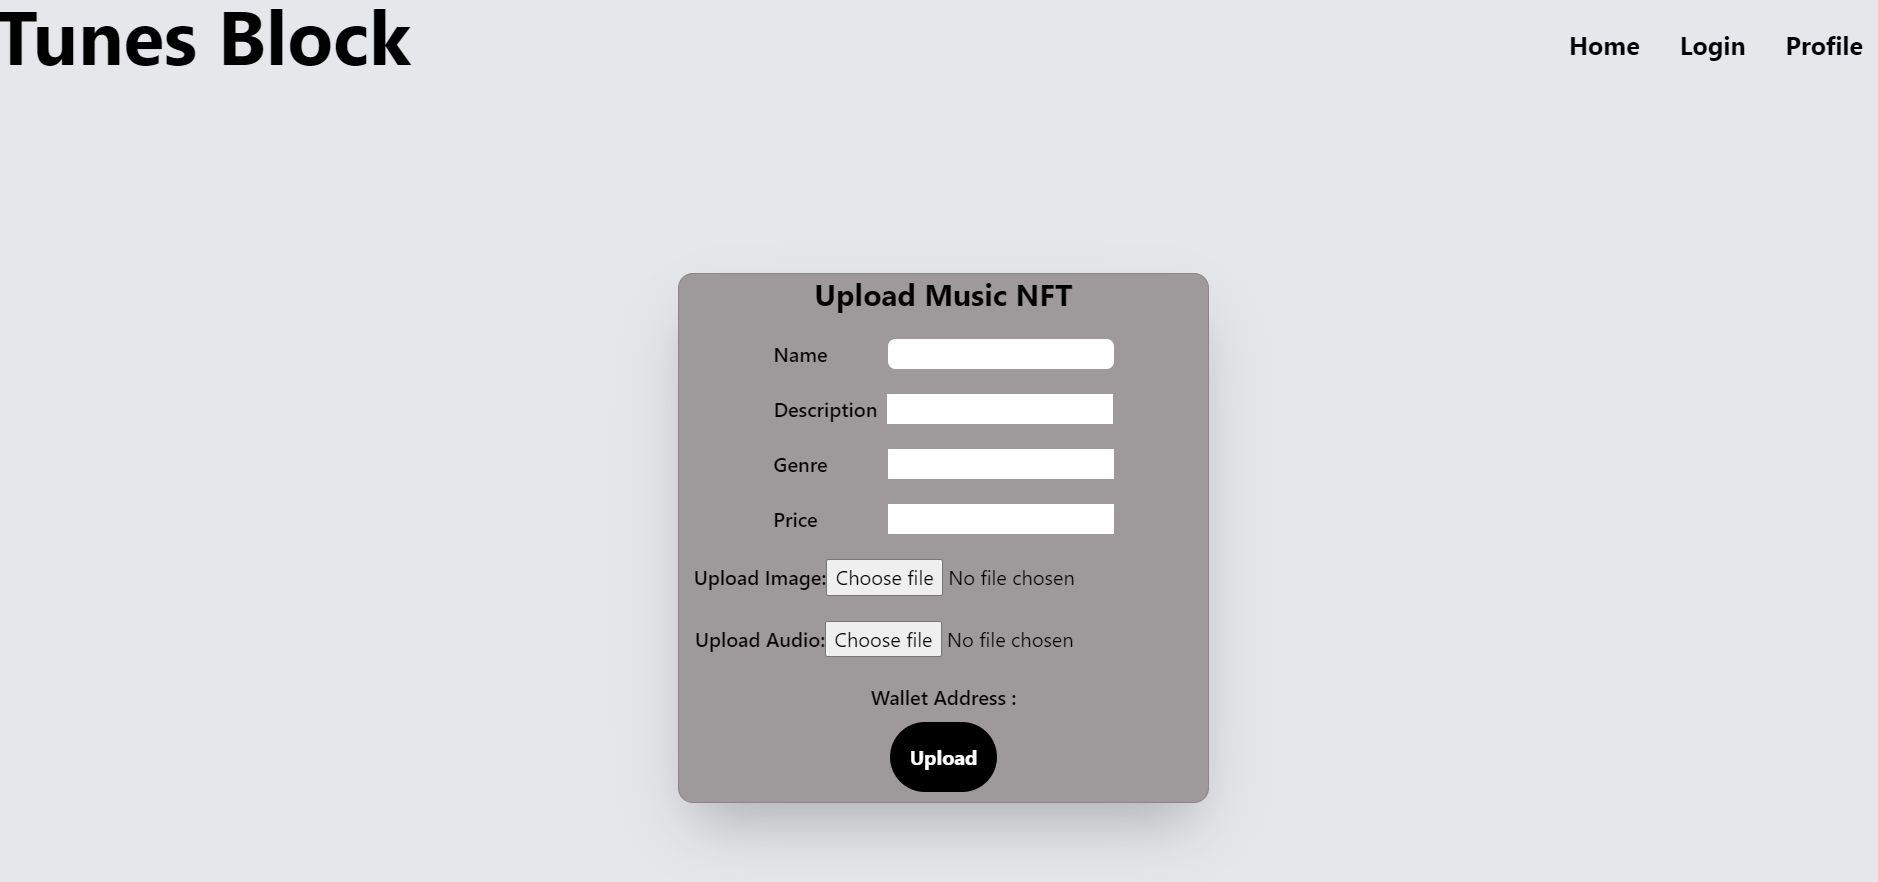 Tunes Block
Home Login Profile
Upload Music NFT
Name
Description
Genre
Price
Upload Image: Choose file No file chosen
Upload Audio: Choose file No file chosen
Wallet Address :
Upload